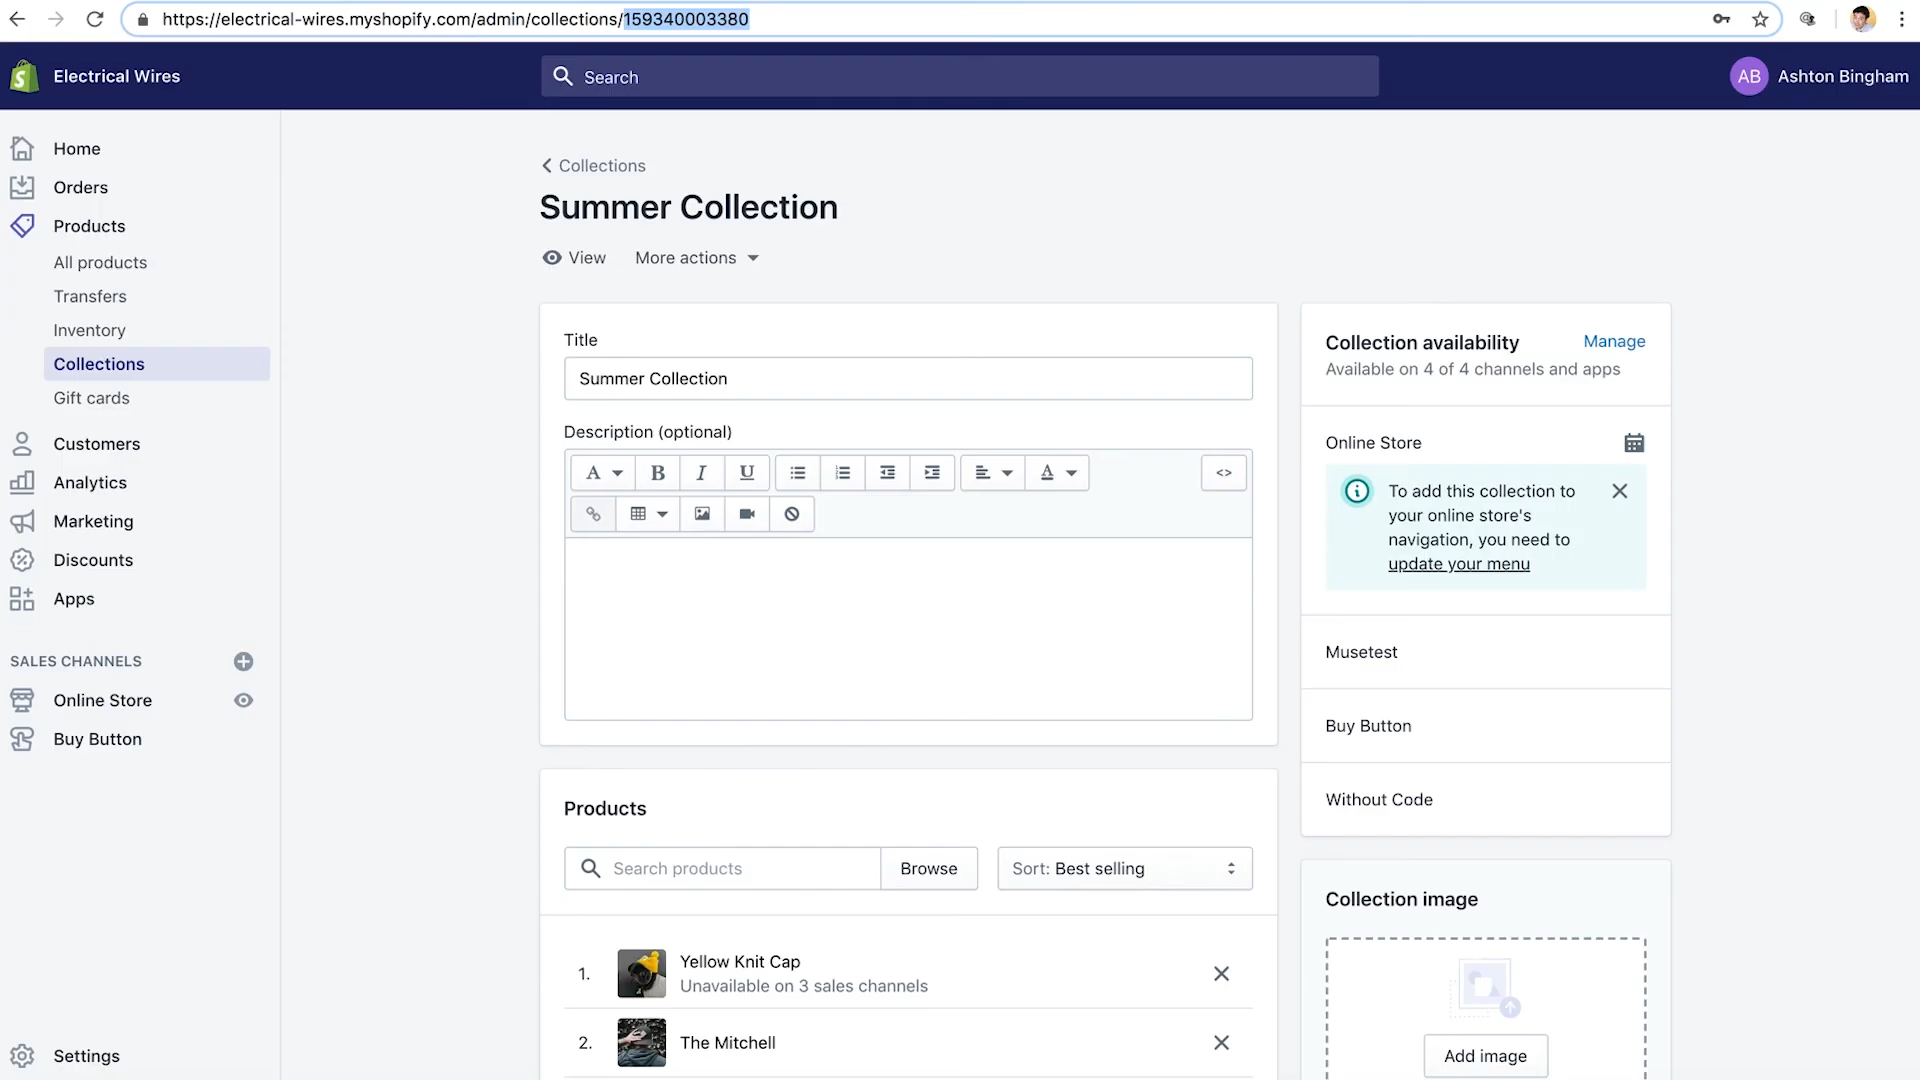 https://electrical-wires.myshopify.com/admin/collections/159340003380
Electrical Wires
Search
AB
Ashton Bingham
Home
Orders
Products
All products
Transfers
Inventory
Collections
Gift cards
Customers
Analytics
Marketing
Discounts
Apps
SALES CHANNELS
Online Store
Buy Button
Settings
Collections
Summer Collection
View
More actions
Title
Summer Collection
Description (optional)
A
B
I
U
A
<>
Products
Search products
Browse
Sort: Best selling
1.
Yellow Knit Cap
Unavailable on 3 sales channels
2.
The Mitchell
Collection availability
Manage
Available on 4 of 4 channels and apps
Online Store
To add this collection to
your online store's
navigation, you need to
update your menu
Musetest
Buy Button
Without Code
Collection image
Add image